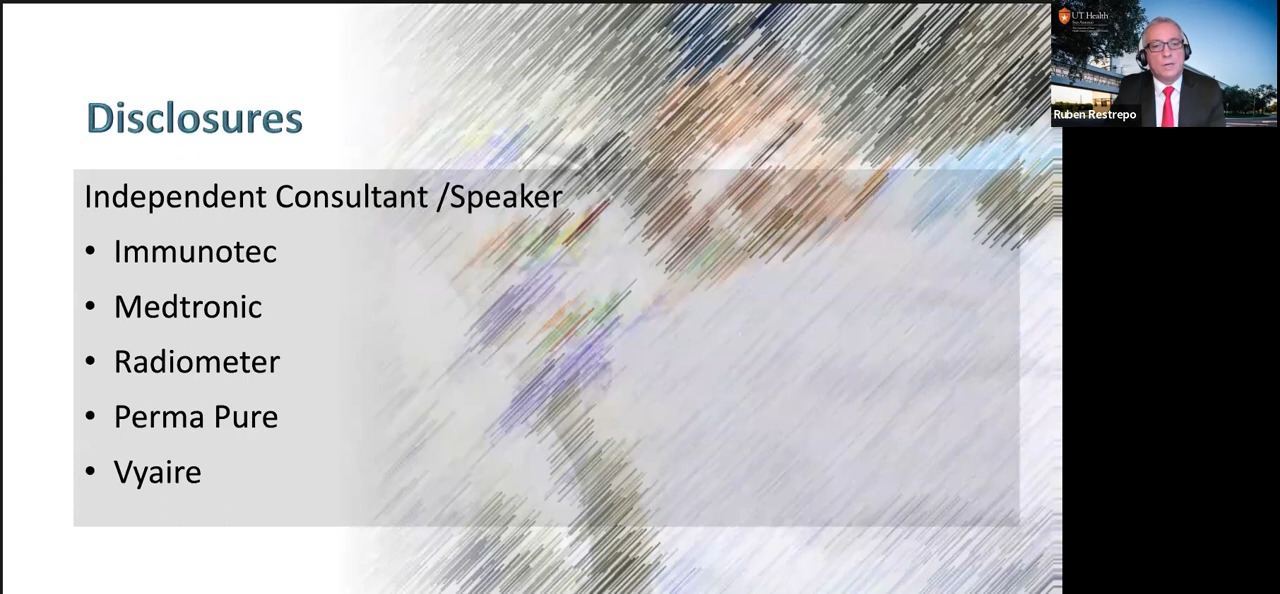 Disclosures
Independent Consultant /Speaker
• Immunotec
• Medtronic
• Radiometer
• Perma Pure
• Vyaire
UT Health
Ruben Restrepo